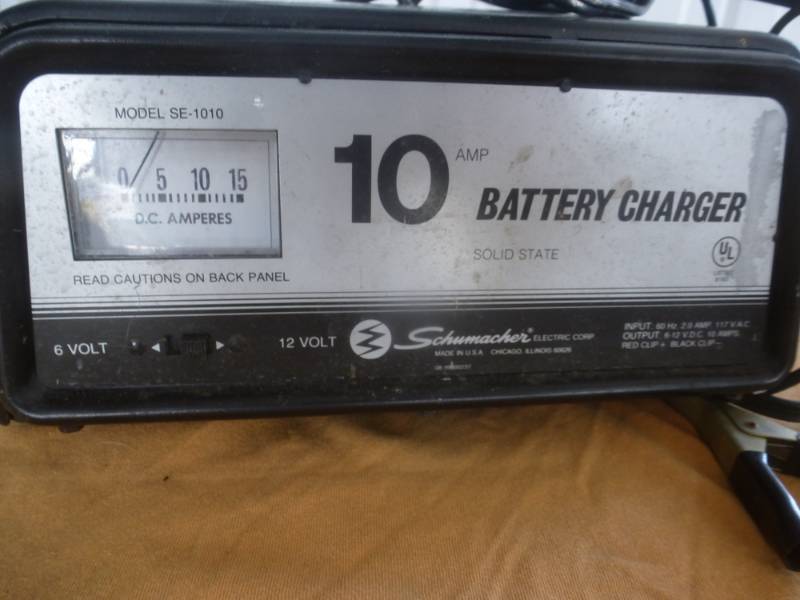 MODEL SE-1010
0 5 10 15
D.C. AMPERES
READ CAUTIONS ON BACK PANEL
10 AMP
BATTERY CHARGER
SOLID STATE
UL
6 VOLT
12 VOLT
Schumacher ELECTRIC CORP
MADE IN U.S.A. CHICAGO, ILLINOIS
INPUT: 60 Hz. 2.9 AMP. 117 V.A.C.
OUTPUT: 6-12 V.D.C. 10 AMPS.
RED CLIP + BLACK CLIP -